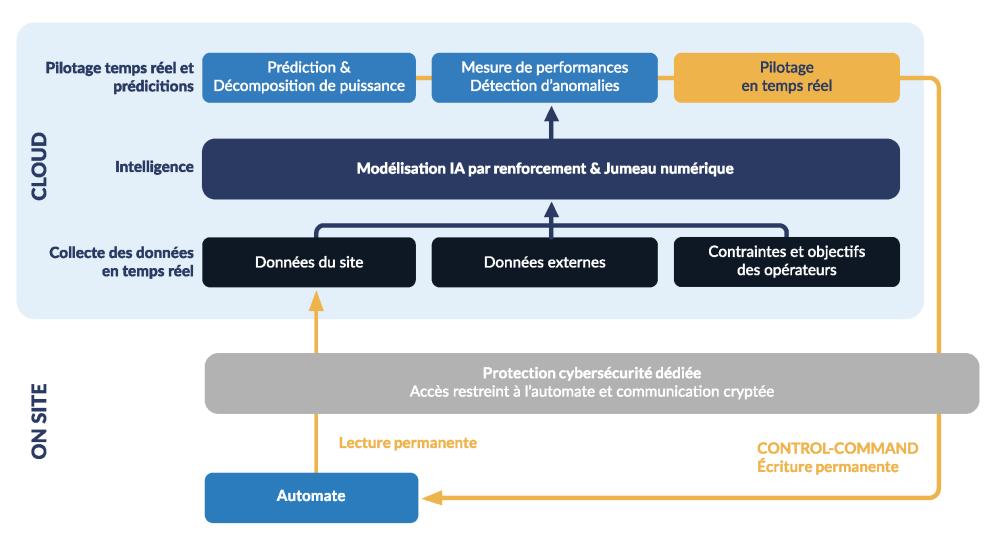 Pilotage temps réel et
prédicitions
Prédiction &
Décomposition de puissance
Mesure de performances
Détection d'anomalies
Pilotage
en temps réel
CLOUD
Intelligence
Modélisation IA par renforcement & Jumeau numérique
Collecte des données
en temps réel
Données du site
Données externes
Contraintes et objectifs
des opérateurs
ON SITE
Protection cybersécurité dédiée
Accès restreint à l'automate et communication cryptée
Lecture permanente
CONTROL-COMMAND
Écriture permanente
Automate